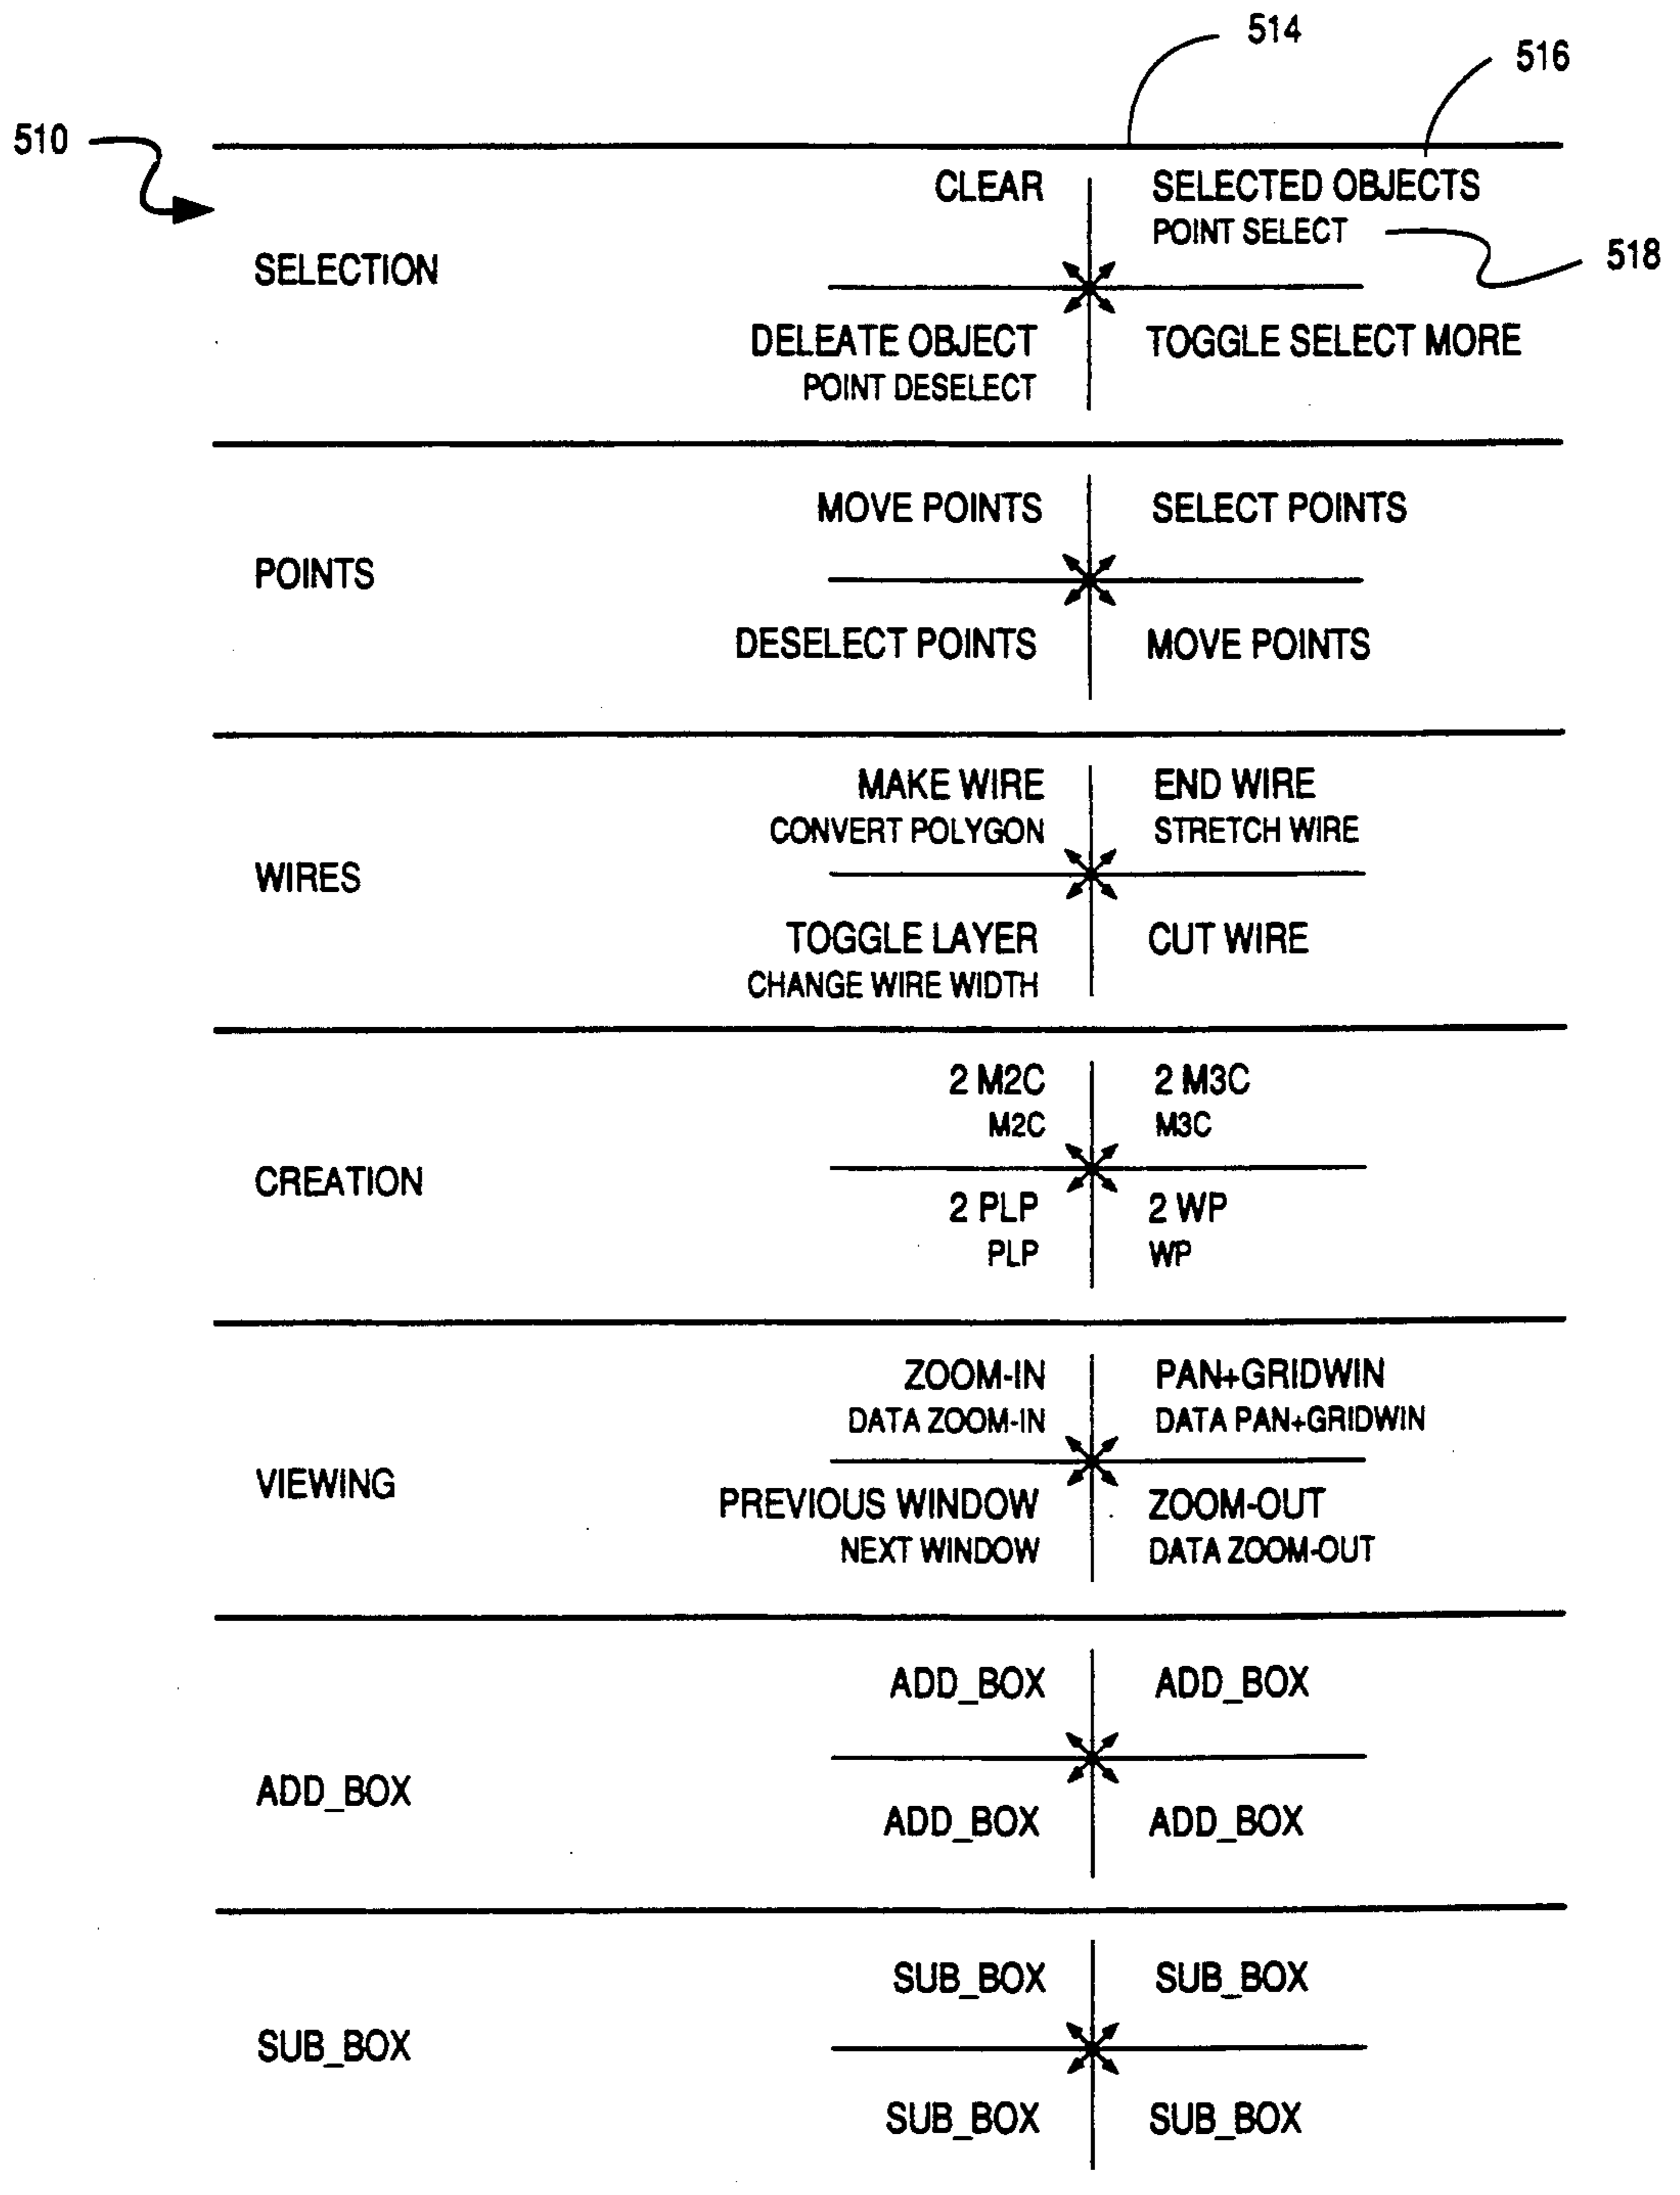 514
516
510
CLEAR
SELECTED OBJECTS
POINT SELECT
518
SELECTION
DELEATE OBJECT
TOGGLE SELECT MORE
POINT DESELECT
MOVE POINTS
SELECT POINTS
POINTS
DESELECT POINTS
MOVE POINTS
MAKE WIRE
END WIRE
CONVERT POLYGON
STRETCH WIRE
WIRES
TOGGLE LAYER
CUT WIRE
CHANGE WIRE WIDTH
2 M2C
2 M3C
M2C
M3C
CREATION
2 PLP
2 WP
PLP
WP
ZOOM-IN
PAN+GRIDWIN
DATA ZOOM-IN
DATA PAN+GRIDWIN
VIEWING
PREVIOUS WINDOW
ZOOM-OUT
NEXT WINDOW
DATA ZOOM-OUT
ADD_BOX
ADD_BOX
ADD_BOX
ADD_BOX
ADD_BOX
SUB_BOX
SUB_BOX
SUB_BOX
SUB_BOX
SUB_BOX